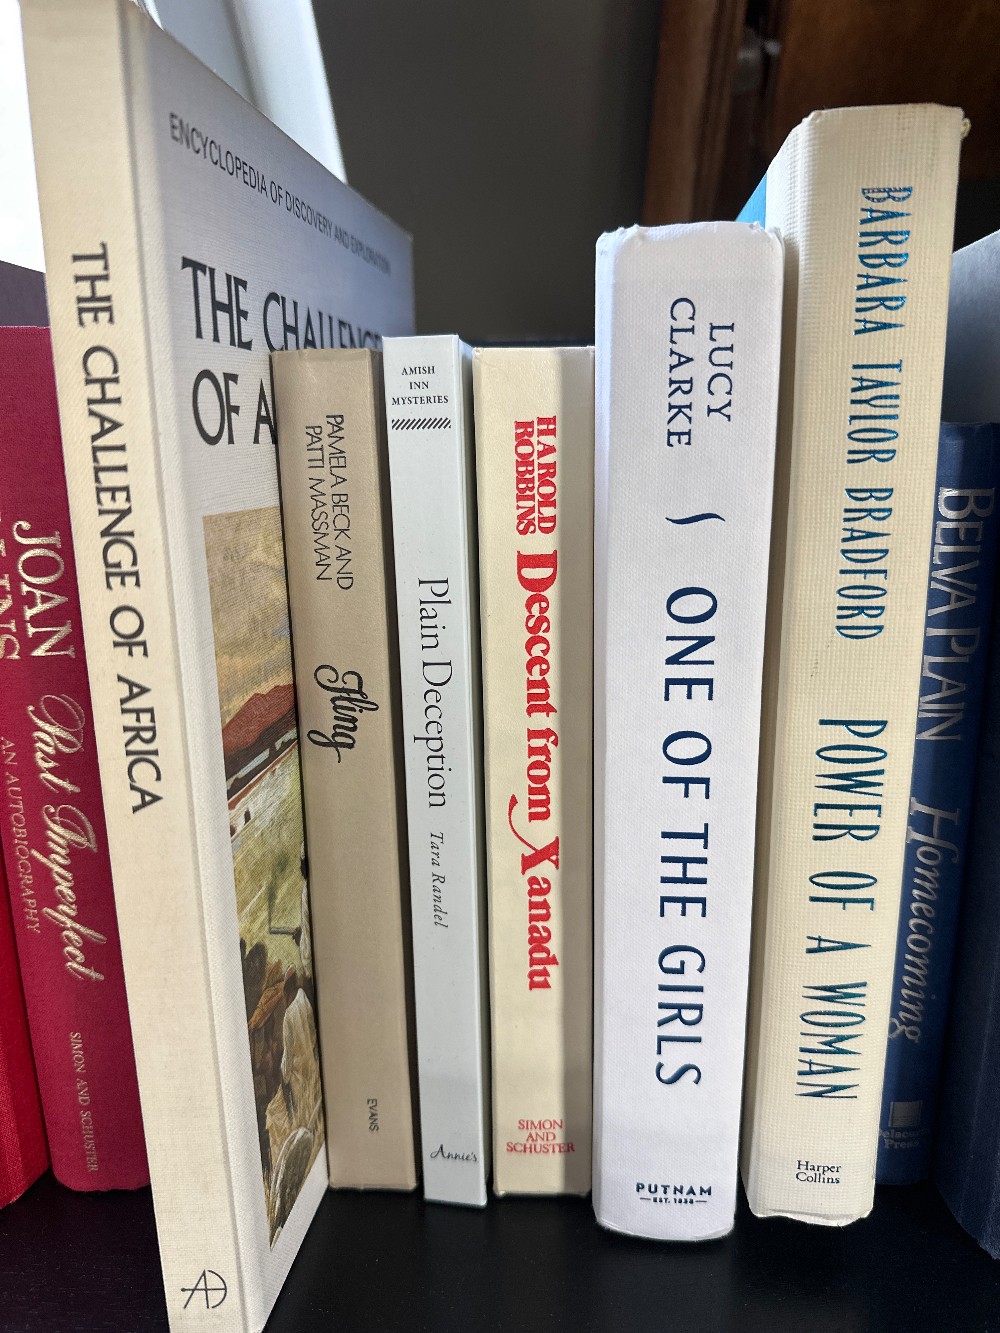 JOAN
Past Imperfect
AN AUTOBIOGRAPHY
SIMON AND SCHUSTER
THE CHALLENGE OF AFRICA
ENCYCLOPEDIA OF DISCOVERY AND EXPLORATION
THE CHALLENGE
OF A
PAMELA BECK AND
PATTI MASSMAN
Fling
EVANS
AMISH
INN
MYSTERIES
Plain Deception
Tara Randel
Annie's
HAROLD
ROBBINS
Descent from Xanadu
SIMON
AND
SCHUSTER
LUCY
CLARKE
ONE OF THE GIRLS
PUTNAM
EST. 1838
BARBARA TAYLOR BRADFORD
POWER OF A WOMAN
Harper
Collins
BELVA PLAIN
Homecoming
Delacorte
Press